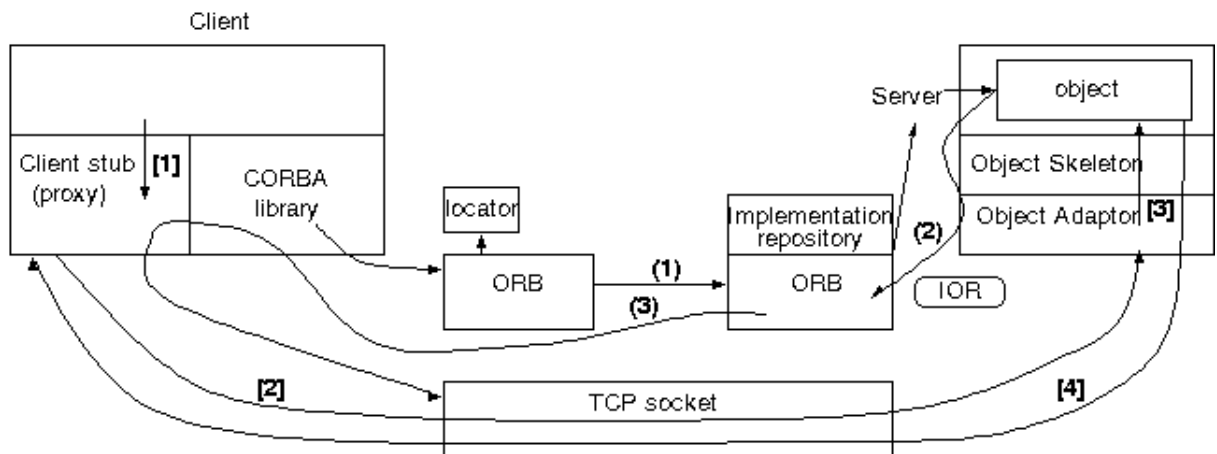 Client
Client stub
(proxy)
[1]
CORBA
library
locator
ORB
(1)
(3)
Implementation
repository
ORB
Server
(2)
IOR
object
Object Skeleton
Object Adaptor
[3]
[2]
TCP socket
[4]